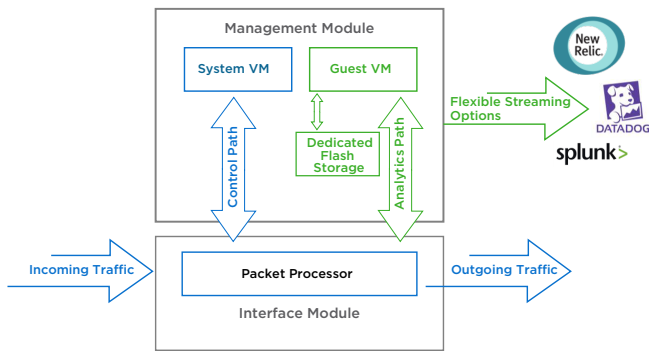 Management Module
System VM
Guest VM
New
Relic.
Flexible Streaming
Options
DATADOG
splunk>
Dedicated
Flash
Storage
Control Path
Analytics Path
Incoming Traffic
Packet Processor
Outgoing Traffic
Interface Module